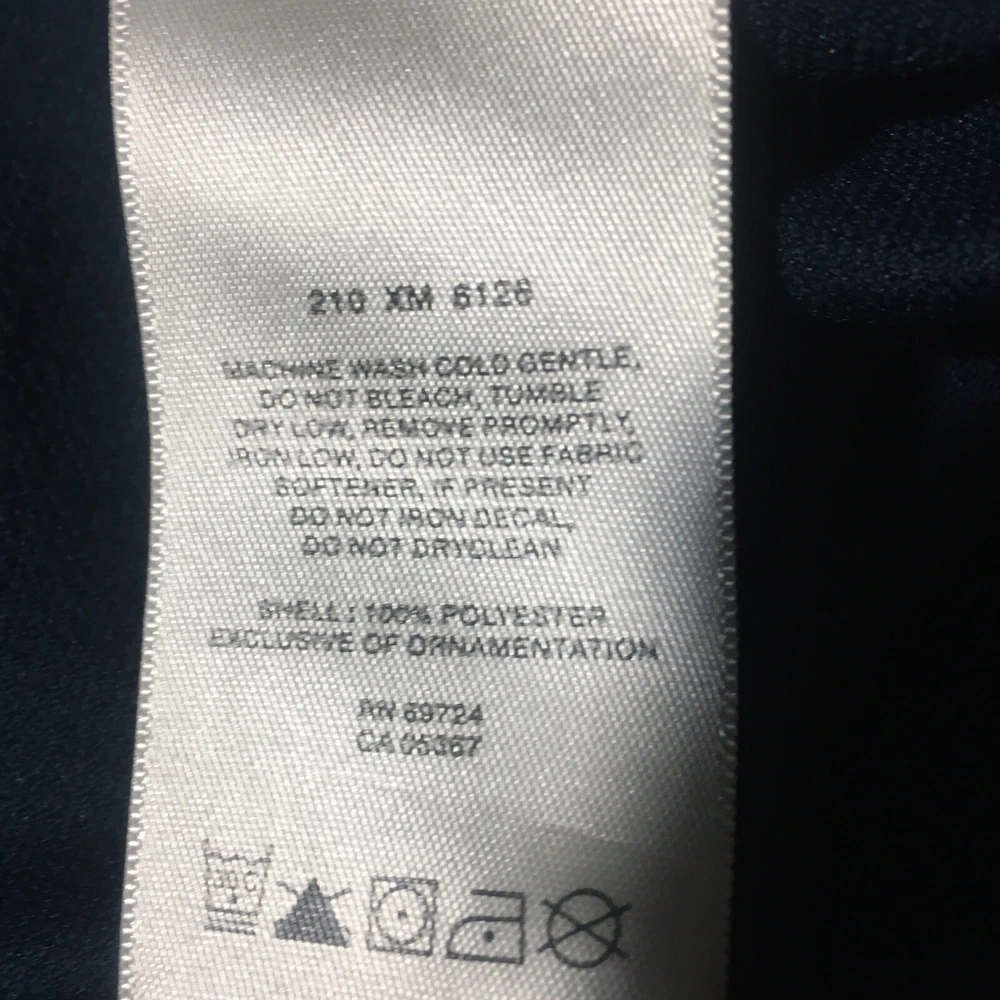 210 XM 6126
MACHINE WASH COLD GENTLE,
DO NOT BLEACH, TUMBLE
DRY LOW, REMOVE PROMPTLY,
IRON LOW, DO NOT USE FABRIC
SOFTENER, IF PRESENT
DO NOT IRON DECAL,
DO NOT DRYCLEAN
SHELL : 100% POLYESTER
EXCLUSIVE OF ORNAMENTATION
RN 69724
CA 05367